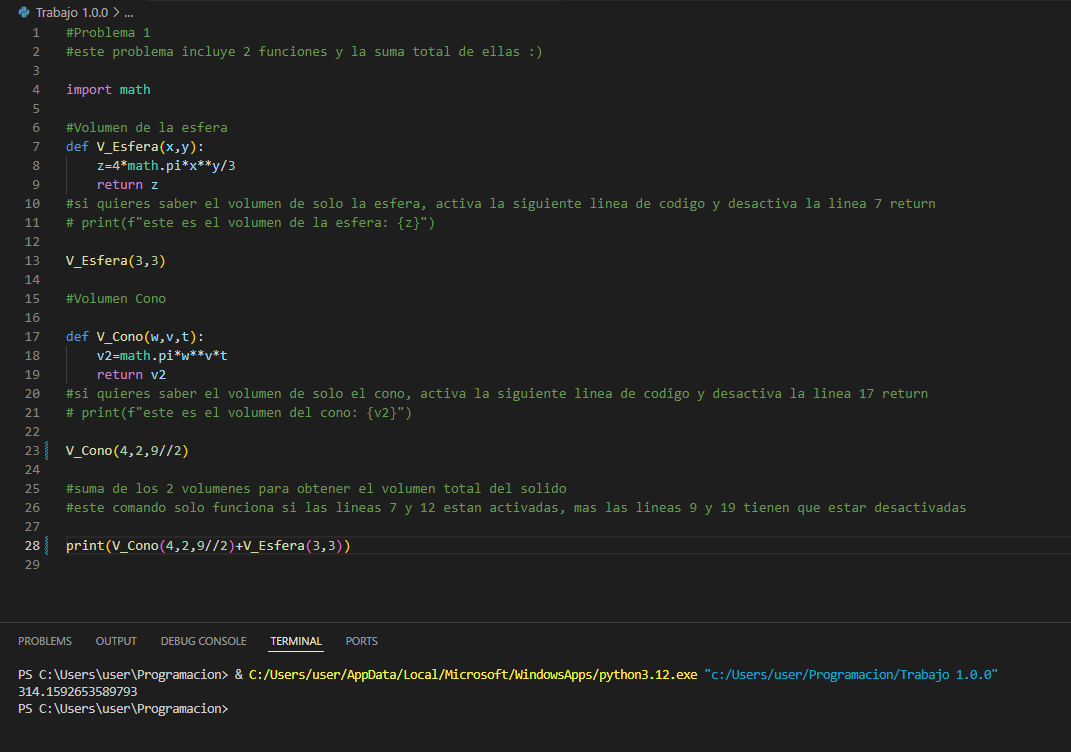 Trabajo 1.0.0 > ...
1 #Problema 1
2 #este problema incluye 2 funciones y la suma total de ellas :)
3
4 import math
5
6 #Volumen de la esfera
7 def V_Esfera(x,y):
8     z=4*math.pi*x**y/3
9     return z
10 #si quieres saber el volumen de solo la esfera, activa la siguiente linea de codigo y desactiva la linea 7 return
11 # print(f"este es el volumen de la esfera: {z}")
12
13 V_Esfera(3,3)
14
15 #Volumen Cono
16
17 def V_Cono(w,v,t):
18     v2=math.pi*w**v*t
19     return v2
20 #si quieres saber el volumen de solo el cono, activa la siguiente linea de codigo y desactiva la linea 17 return
21 # print(f"este es el volumen del cono: {v2}")
22
23 V_Cono(4,2,9//2)
24
25 #suma de los 2 volumenes para obtener el volumen total del solido
26 #este comando solo funciona si las lineas 7 y 12 estan activadas, mas las lineas 9 y 19 tienen que estar desactivadas
27
28 print(V_Cono(4,2,9//2)+V_Esfera(3,3))
29
PROBLEMS OUTPUT DEBUG CONSOLE TERMINAL PORTS
PS C:\Users\user\Programacion> & C:/Users/user/AppData/Local/Microsoft/WindowsApps/python3.12.exe "c:/Users/user/Programacion/Trabajo 1.0.0"
314.1592653589793
PS C:\Users\user\Programacion>